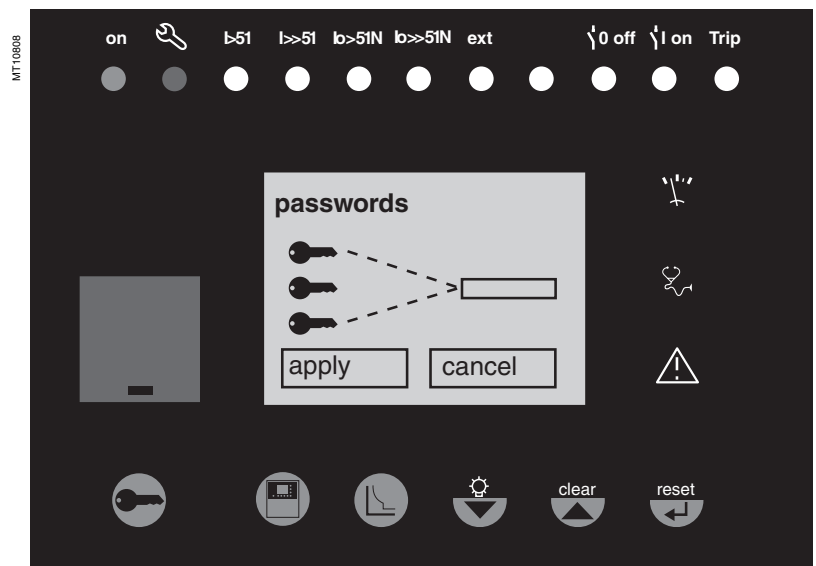 MT10808
on I>51 I>>51 Io>51N Io>>51N ext 0 off I on Trip
passwords
apply cancel
clear reset